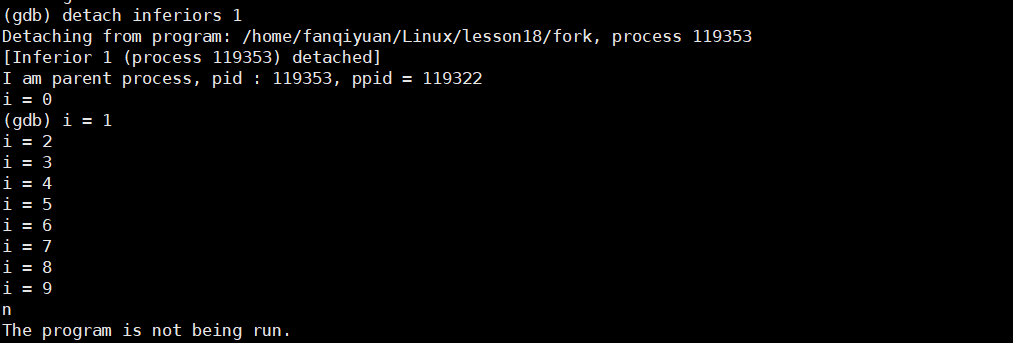 (gdb) detach inferiors 1
Detaching from program: /home/fanqiyuan/Linux/lesson18/fork, process 119353
[Inferior 1 (process 119353) detached]
I am parent process, pid : 119353, ppid = 119322
i = 0
(gdb) i = 1
i = 2
i = 3
i = 4
i = 5
i = 6
i = 7
i = 8
i = 9
n
The program is not being run.